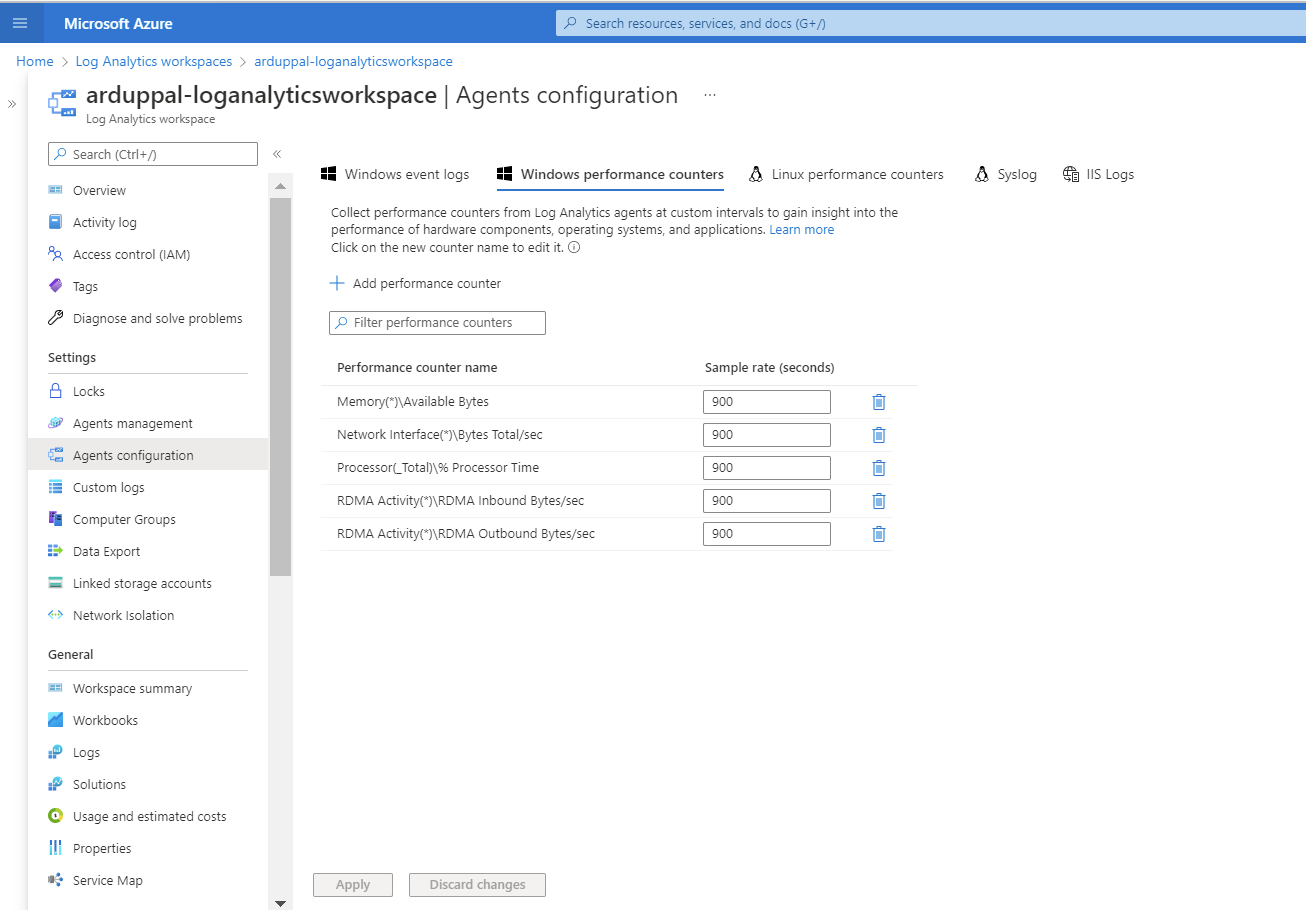 Microsoft Azure
Search resources, services, and docs (G+/)
Home > Log Analytics workspaces > arduppal-loganalyticsworkspace
arduppal-loganalyticsworkspace | Agents configuration ...
Log Analytics workspace
Search (Ctrl+/)
Overview
Activity log
Access control (IAM)
Tags
Diagnose and solve problems
Settings
Locks
Agents management
Agents configuration
Custom logs
Computer Groups
Data Export
Linked storage accounts
Network Isolation
General
Workspace summary
Workbooks
Logs
Solutions
Usage and estimated costs
Properties
Service Map
Windows event logs
Windows performance counters
Linux performance counters
Syslog
IIS Logs
Collect performance counters from Log Analytics agents at custom intervals to gain insight into the
performance of hardware components, operating systems, and applications. Learn more
Click on the new counter name to edit it.
Add performance counter
Filter performance counters
Performance counter name Sample rate (seconds)
Memory(*)\Available Bytes 900
Network Interface(*)\Bytes Total/sec 900
Processor(_Total)\% Processor Time 900
RDMA Activity(*)\RDMA Inbound Bytes/sec 900
RDMA Activity(*)\RDMA Outbound Bytes/sec 900
Apply
Discard changes